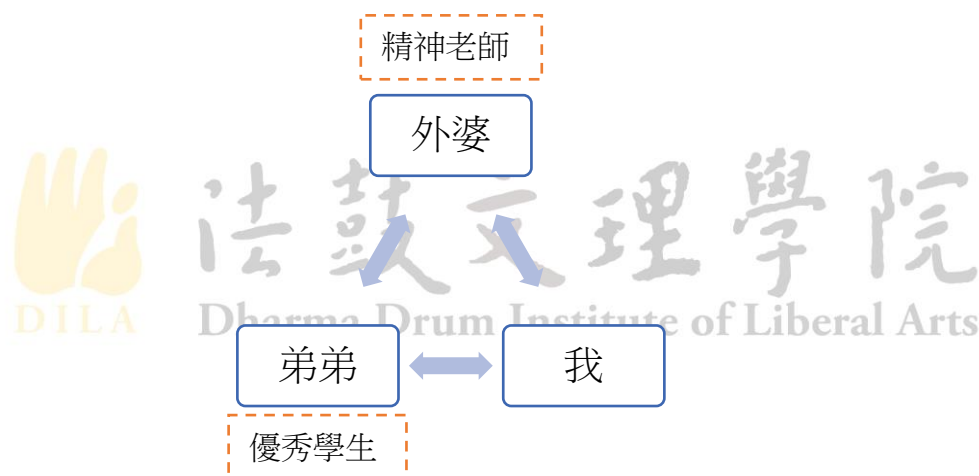 精神老師
外婆
法鼓文理學院
DILA
Dharma Drum Institute of Liberal Arts
弟弟
我
優秀學生